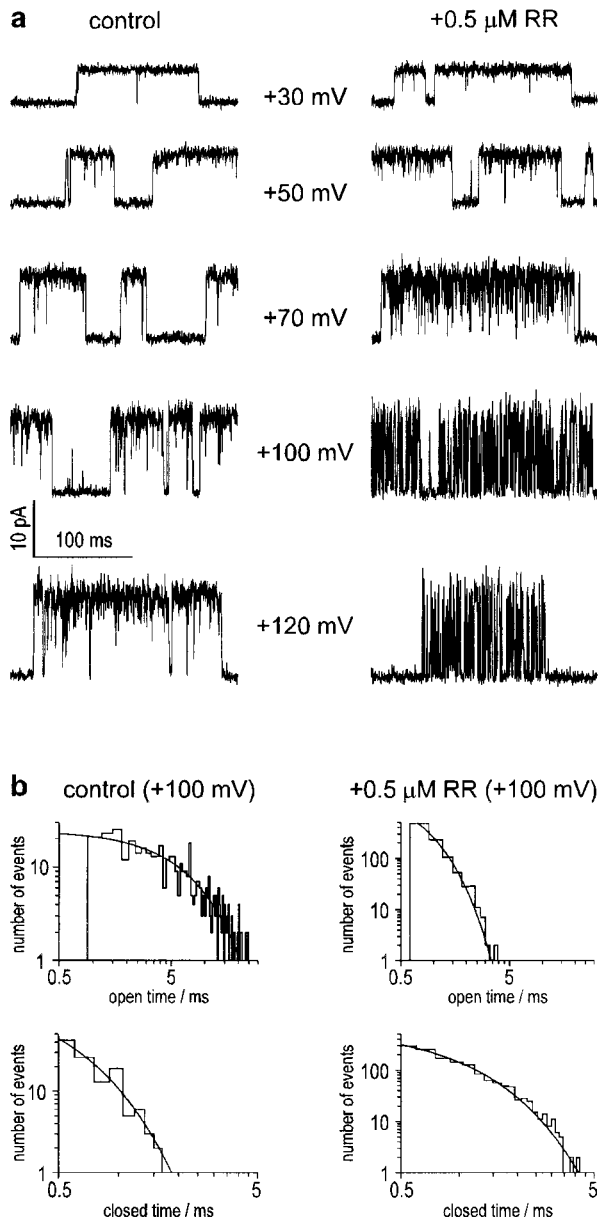 a
control
+0.5 µM RR
+30 mV
+50 mV
+70 mV
+100 mV
10 pA
100 ms
+120 mV
b
control (+100 mV)
+0.5 µM RR (+100 mV)
number of events
10
1
0.5
5
open time / ms
number of events
100
10
1
0.5
5
open time / ms
number of events
10
1
0.5
5
closed time / ms
number of events
100
10
1
0.5
5
closed time / ms